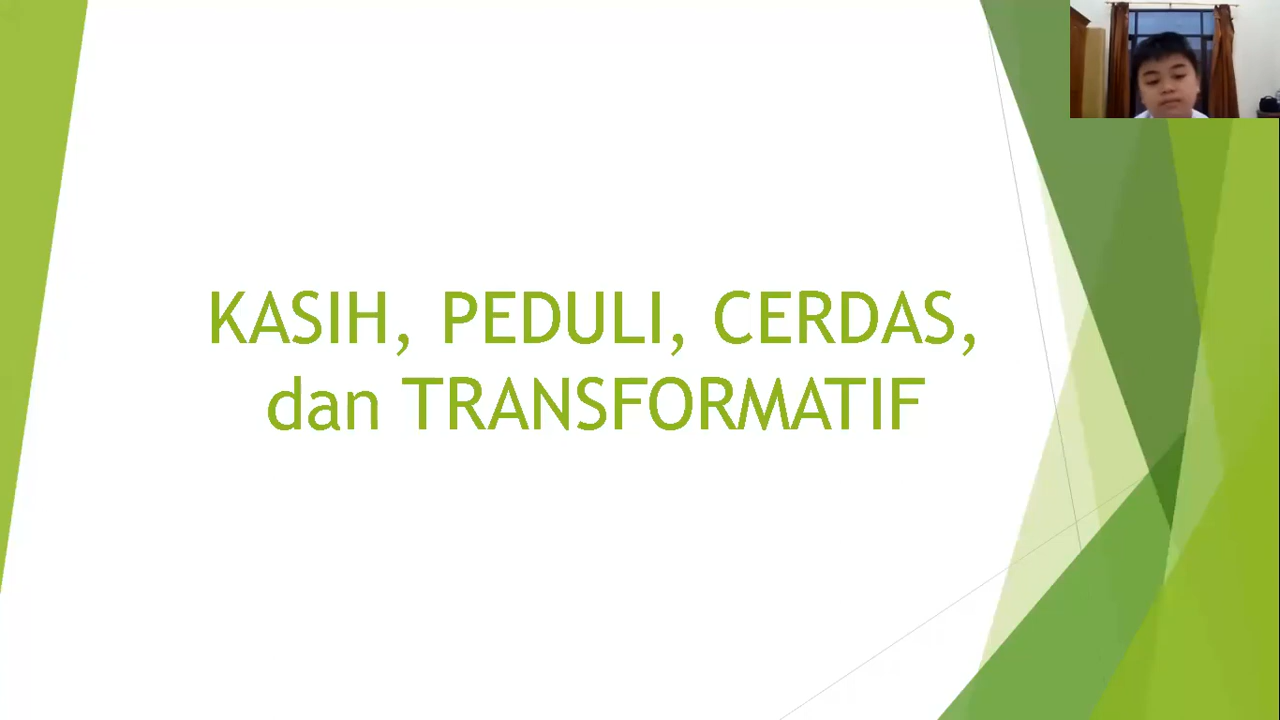 KASIH, PEDULI, CERDAS,
dan TRANSFORMATIF